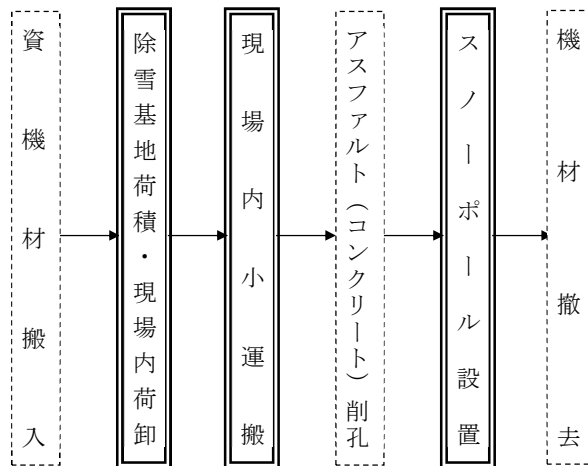 資機材搬入
除雪基地荷積・現場内荷卸
現場内小運搬
アスファルト（コンクリート）削孔
スノーポール設置
機材撤去